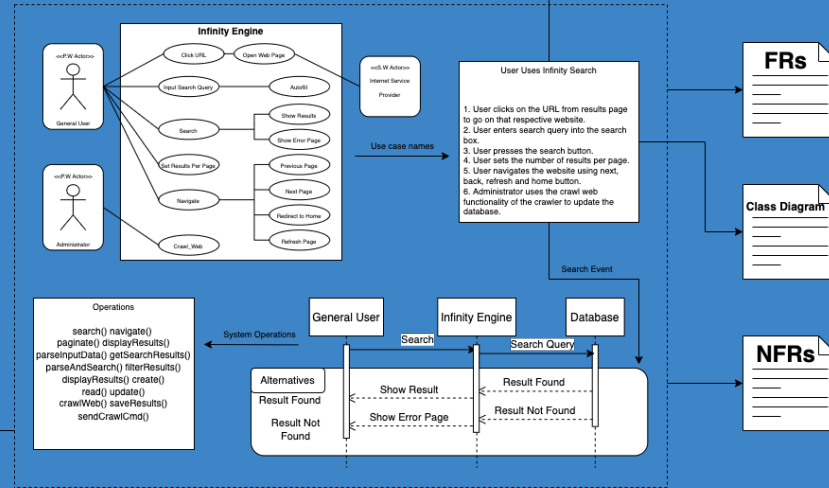 Infinity Engine
<<P.W Actor>>
General User
Click URL
Open Web Page
Input Search Query
Autofill
Search
Show Results
Show Error Page
Set Results Per Page
Navigate
Previous Page
Next Page
Redirect to Home
Refresh Page
Crawl_Web
<<P.W Actor>>
Administrator
<<S.W Actor>>
Internet Service
Provider
Use case names
User Uses Infinity Search
1. User clicks on the URL from results page
to go on that respective website.
2. User enters search query into the search
box.
3. User presses the search button.
4. User sets the number of results per page.
5. User navigates the website using next,
back, refresh and home button.
6. Administrator uses the crawl web
functionality of the crawler to update the
database.
FRs
Class Diagram
NFRs
Search Event
Operations
search() navigate()
paginate() displayResults()
parseInputData() getSearchResults()
parseAndSearch() filterResults()
displayResults() create()
read() update()
crawlWeb() saveResults()
sendCrawlCmd()
System Operations
General User
Infinity Engine
Database
Search
Search Query
Alternatives
Result Found
Show Result
Result Found
Result Not
Found
Show Error Page
Result Not Found